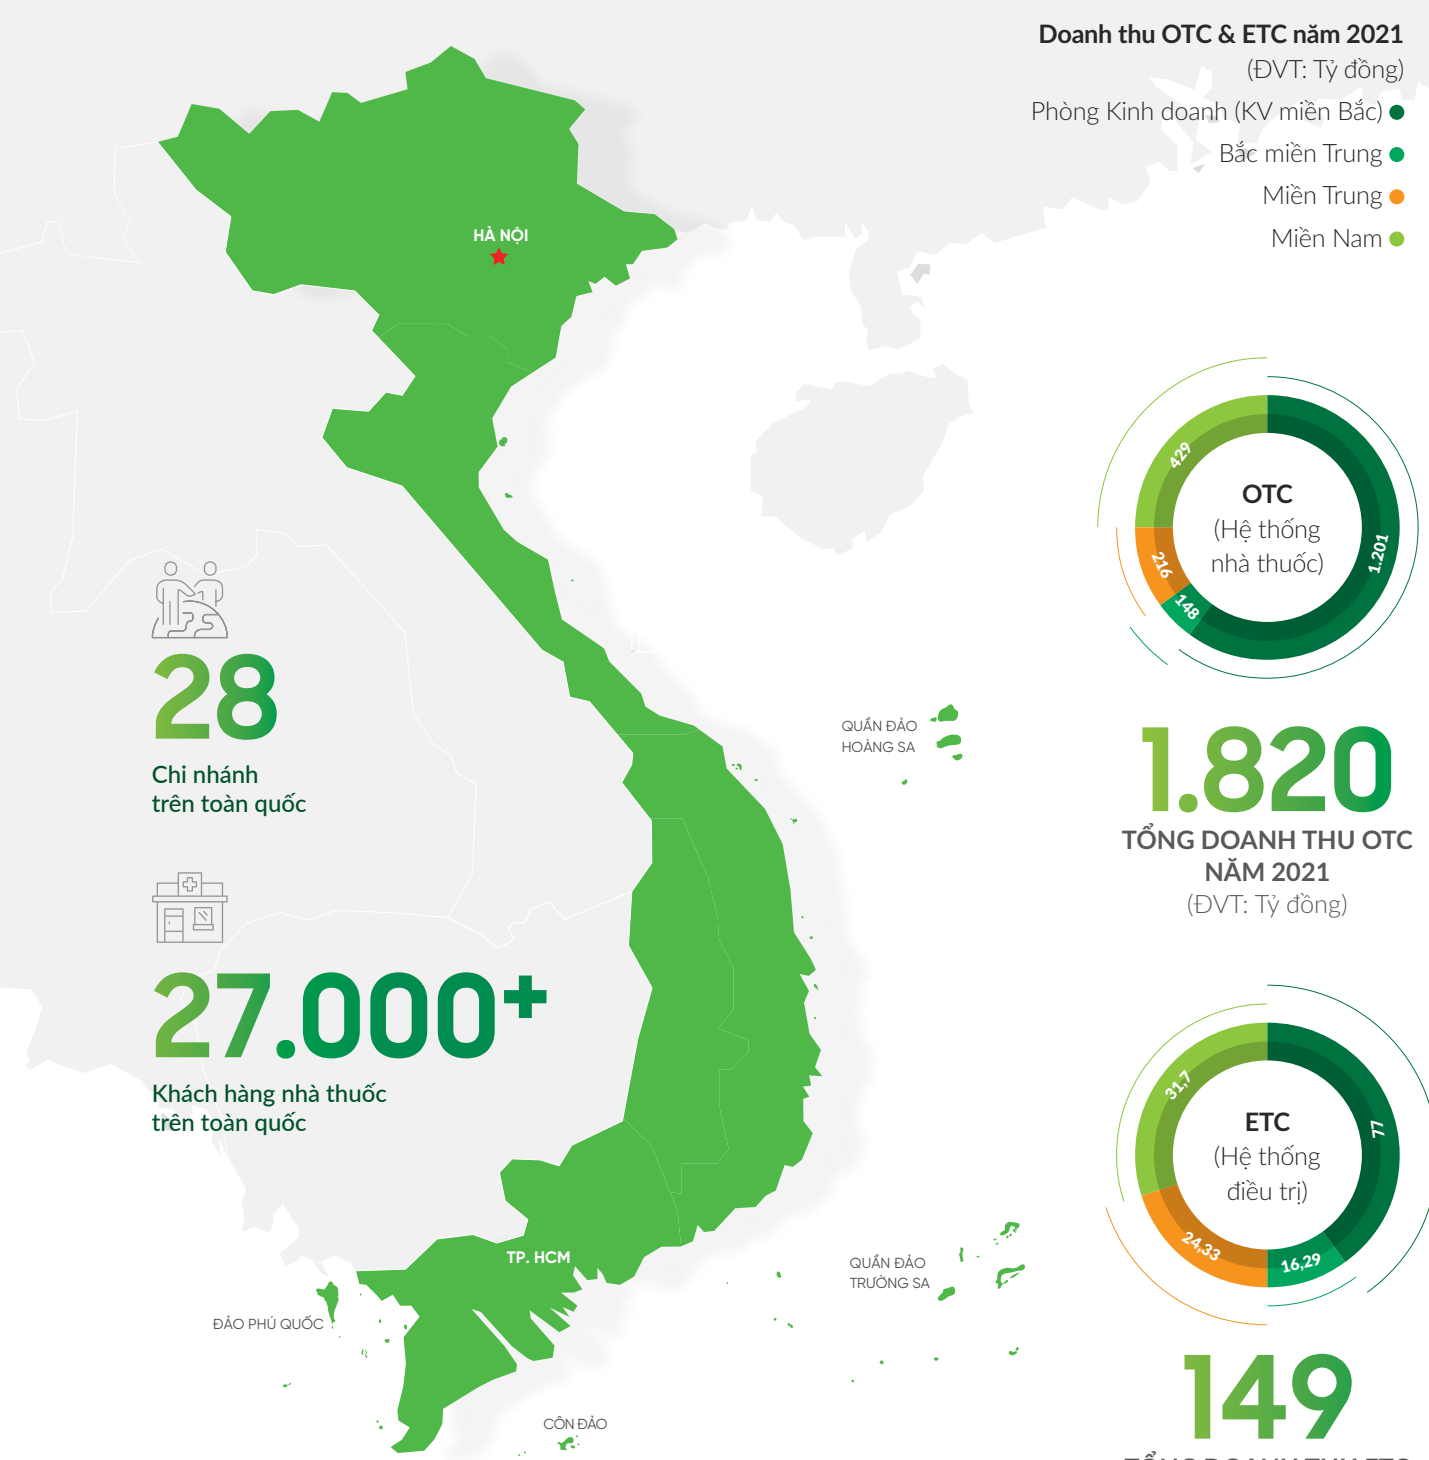 Doanh thu OTC & ETC năm 2021
(ĐVT: Tỷ đồng)
Phòng Kinh doanh (KV miền Bắc)
Bắc miền Trung
Miền Trung
Miền Nam
HÀ NỘI
429
1.201
216
148
OTC
(Hệ thống
nhà thuốc)
28
Chi nhánh
trên toàn quốc
QUẦN ĐẢO
HOÀNG SA
1.820
TỔNG DOANH THU OTC
NĂM 2021
(ĐVT: Tỷ đồng)
27.000+
Khách hàng nhà thuốc
trên toàn quốc
31,7
77
24,33
16,29
ETC
(Hệ thống
điều trị)
TP. HCM
QUẦN ĐẢO
TRƯỜNG SA
ĐẢO PHÚ QUỐC
CÔN ĐẢO
149
TỔNG DOANH THU ETC